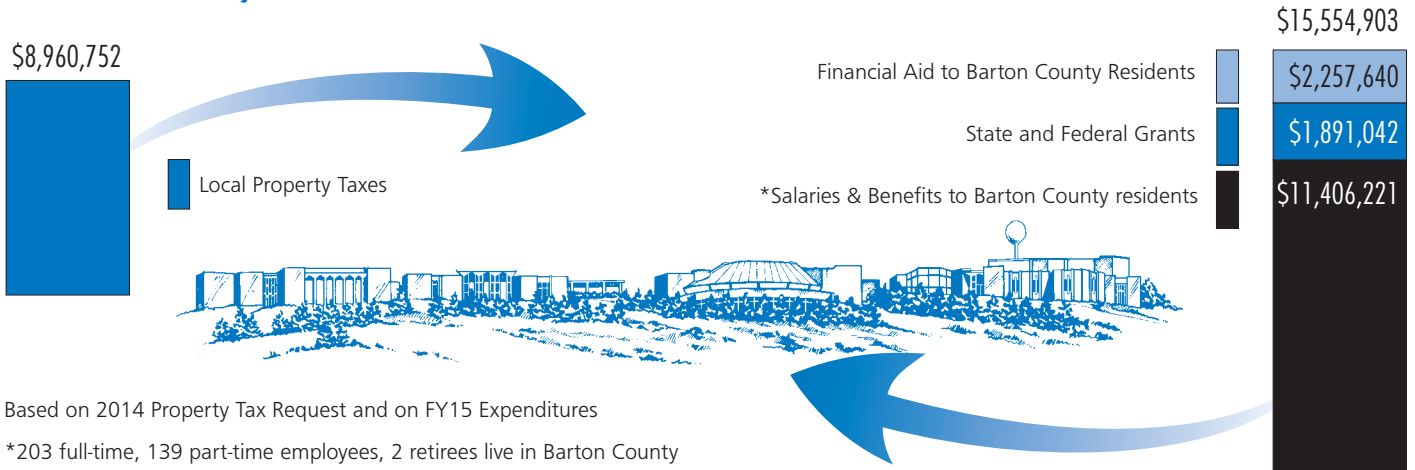 $8,960,752
Local Property Taxes
$15,554,903
Financial Aid to Barton County Residents
$2,257,640
State and Federal Grants
$1,891,042
*Salaries & Benefits to Barton County residents
$11,406,221
Based on 2014 Property Tax Request and on FY15 Expenditures
*203 full-time, 139 part-time employees, 2 retirees live in Barton County